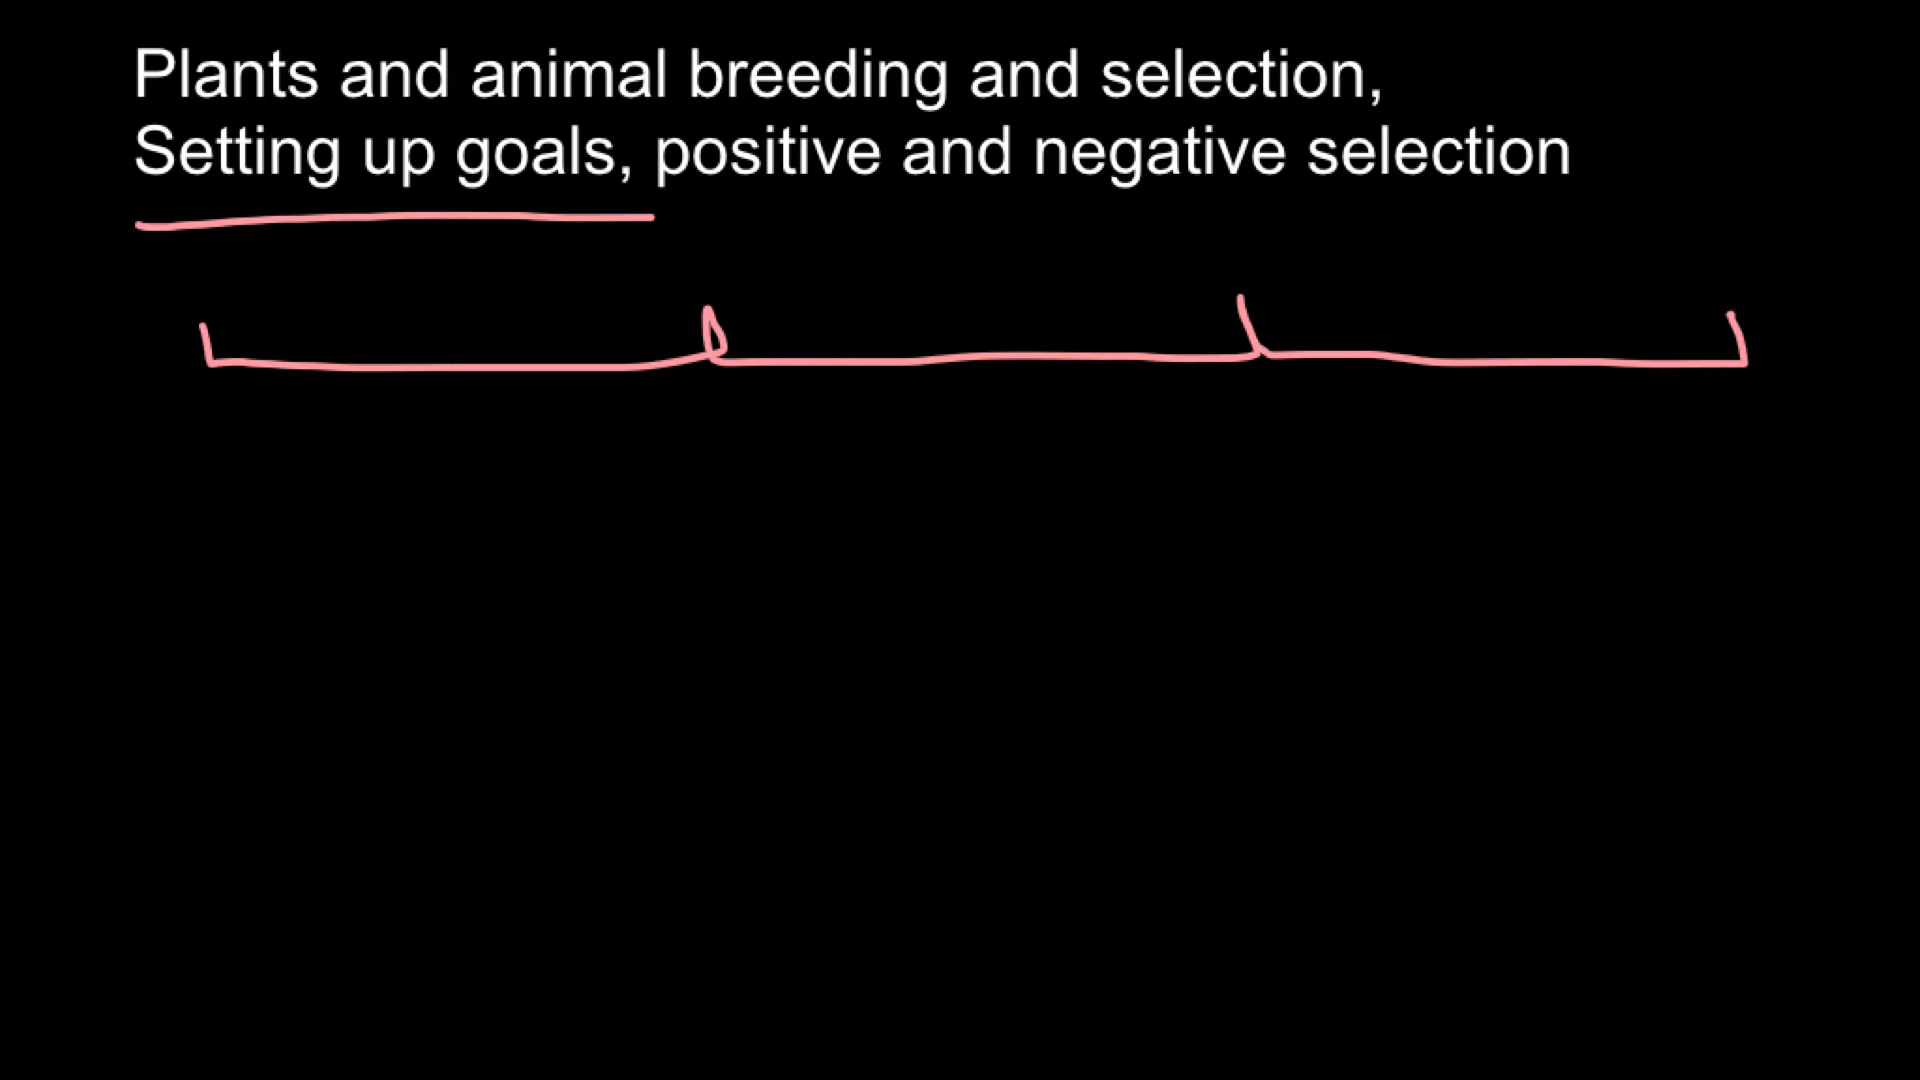 Plants and animal breeding and selection,
Setting up goals, positive and negative selection